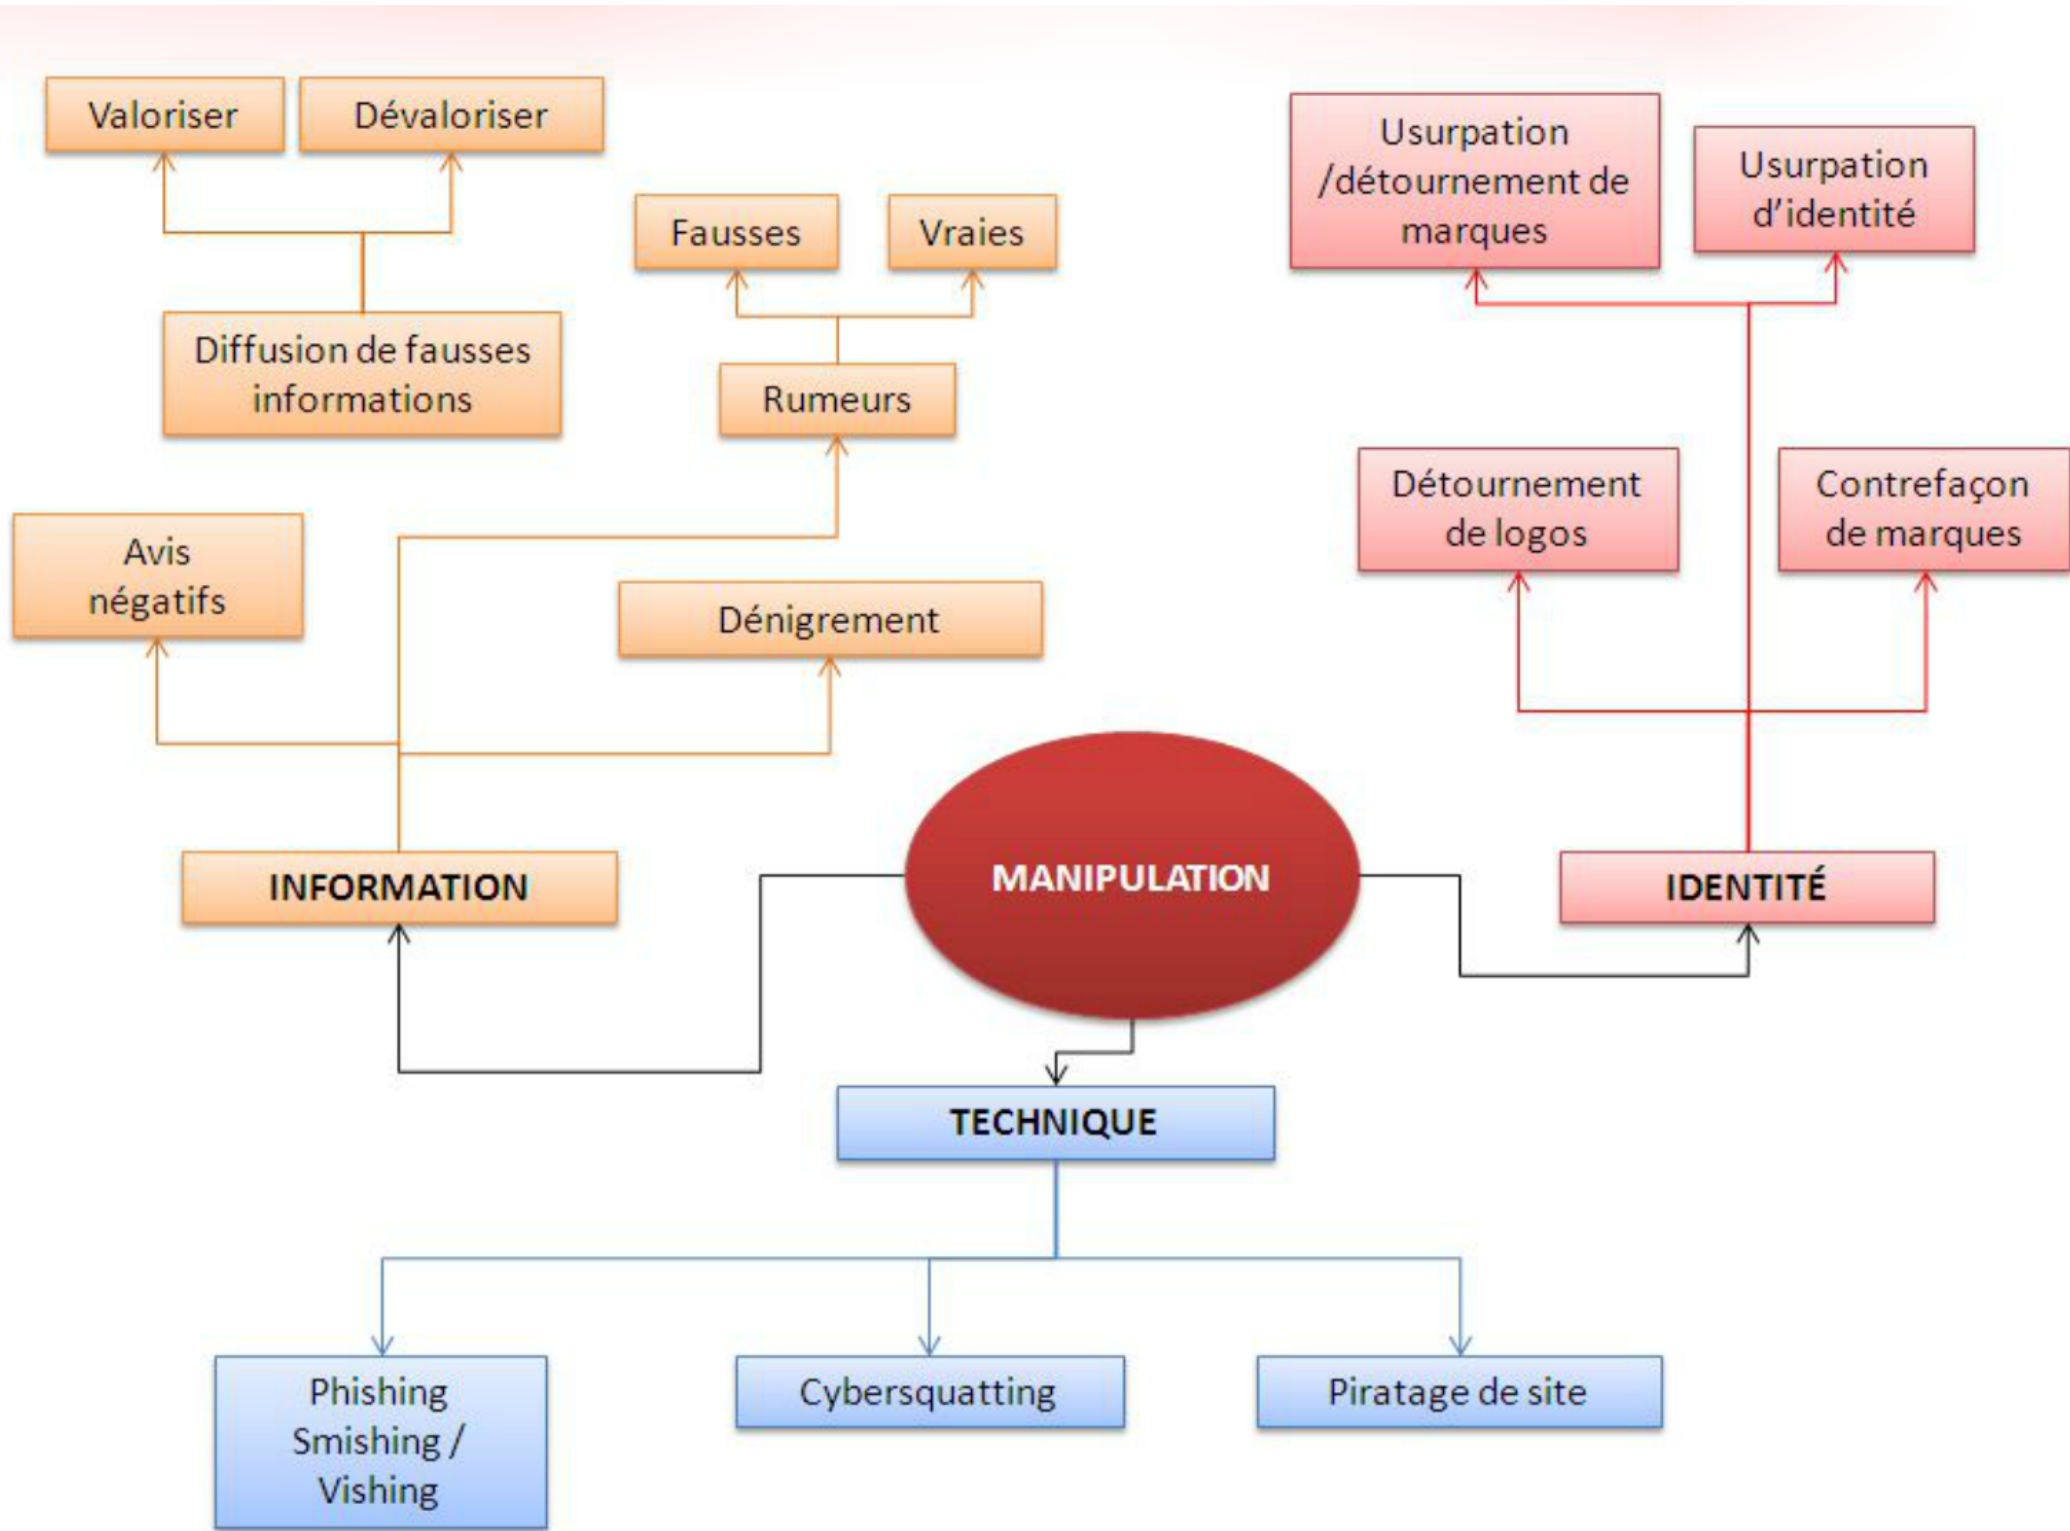 Valoriser
Dévaloriser
Usurpation
/détournement de
marques
Usurpation
d'identité
Fausses
Vraies
Diffusion de fausses
informations
Rumeurs
Détournement
de logos
Contrefaçon
de marques
Avis
négatifs
Dénigrement
INFORMATION
MANIPULATION
IDENTITÉ
TECHNIQUE
Phishing
Smishing /
Vishing
Cybersquatting
Piratage de site